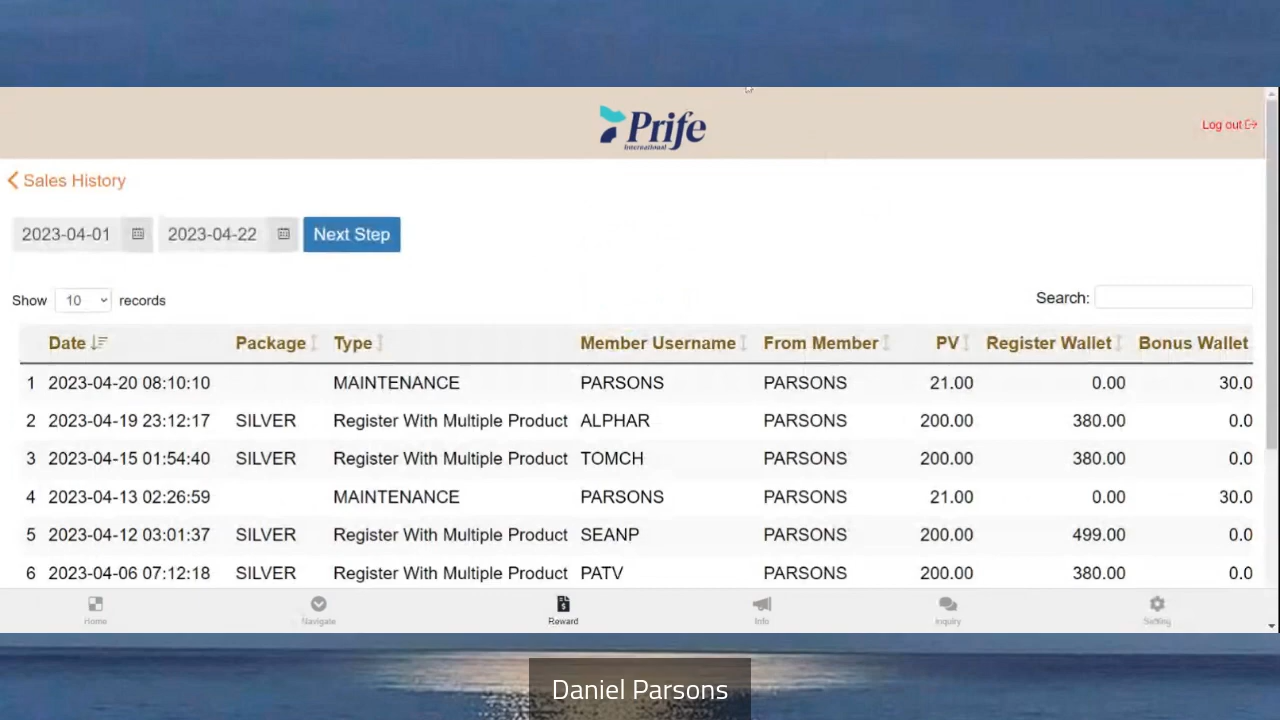 Prife
International
Log out
Sales History
2023-04-01 2023-04-22 Next Step
Show 10 records Search:
Date Package Type Member Username From Member PV Register Wallet Bonus Wallet
1 2023-04-20 08:10:10 MAINTENANCE PARSONS PARSONS 21.00 0.00 30.0
2 2023-04-19 23:12:17 SILVER Register With Multiple Product ALPHAR PARSONS 200.00 380.00 0.0
3 2023-04-15 01:54:40 SILVER Register With Multiple Product TOMCH PARSONS 200.00 380.00 0.0
4 2023-04-13 02:26:59 MAINTENANCE PARSONS PARSONS 21.00 0.00 30.0
5 2023-04-12 03:01:37 SILVER Register With Multiple Product SEANP PARSONS 200.00 499.00 0.0
6 2023-04-06 07:12:18 SILVER Register With Multiple Product PATV PARSONS 200.00 380.00 0.0
Home Navigate Reward Info Inquiry Setting
Daniel Parsons